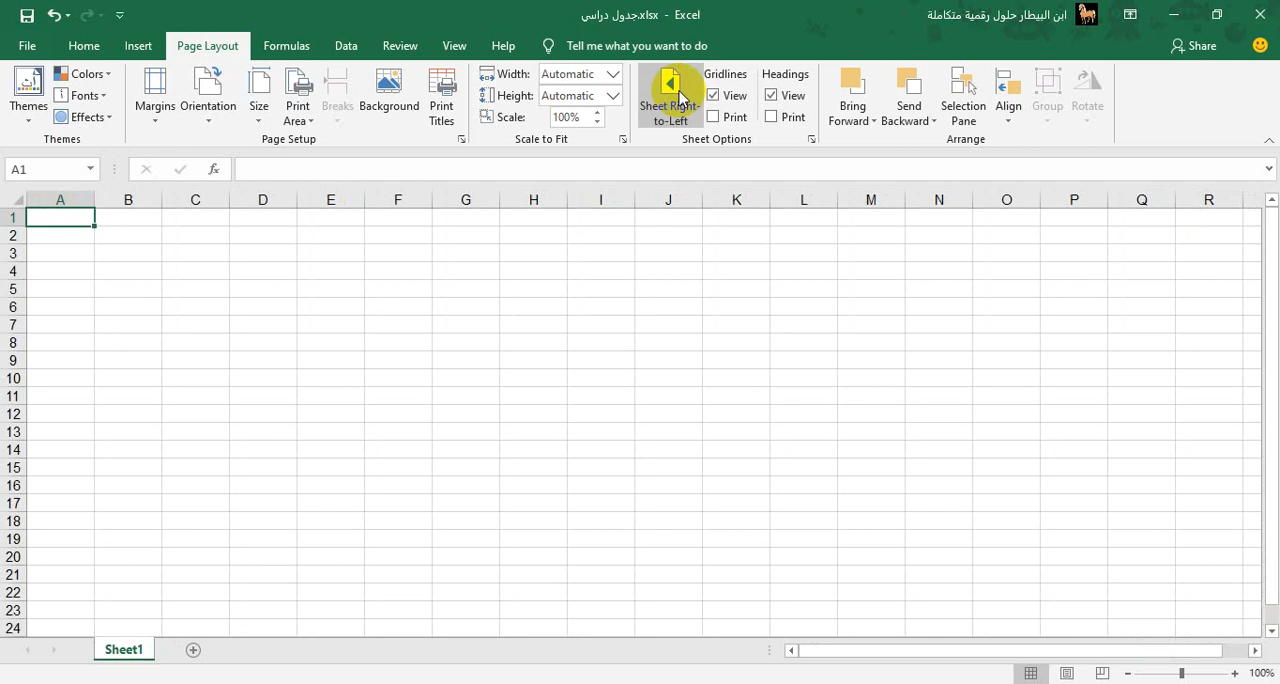 جدول دراسي.xlsx - Excel
ابن البيطار حلول رقمية متكاملة
File Home Insert Page Layout Formulas Data Review View Help Tell me what you want to do Share
Themes
Colors
Fonts
Effects
Themes
Margins
Orientation
Size
Print Area
Breaks
Background
Print Titles
Page Setup
Width: Automatic
Height: Automatic
Scale: 100%
Scale to Fit
Sheet Right-to-Left
Gridlines
View
Print
Headings
View
Print
Sheet Options
Bring Forward
Send Backward
Selection Pane
Align
Group
Rotate
Arrange
A1 fx
A B C D E F G H I J K L M N O P Q R
1
2
3
4
5
6
7
8
9
10
11
12
13
14
15
16
17
18
19
20
21
22
23
24
Sheet1
100%